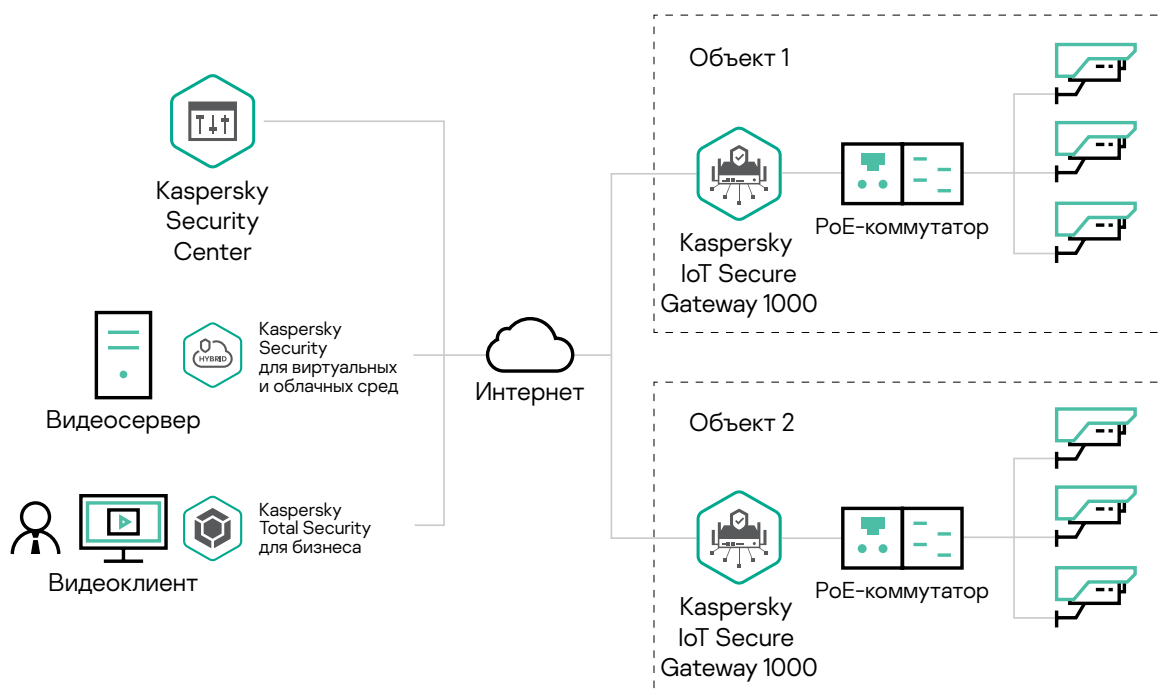 Объект 1
Kaspersky
Security
Center
Kaspersky
IoT Secure
Gateway 1000
PoE-коммутатор
Kaspersky
Security
для виртуальных
и облачных сред
HYBRID
Видеосервер
Интернет
Объект 2
Kaspersky
Total Security
для бизнеса
Видеоклиент
Kaspersky
IoT Secure
Gateway 1000
PoE-коммутатор